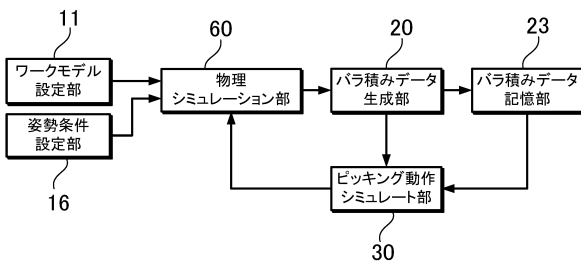 11
ワークモデル
設定部
60
物理
シミュレーション部
20
バラ積みデータ
生成部
23
バラ積みデータ
記憶部
姿勢条件
設定部
16
ピッキング動作
シミュレート部
30